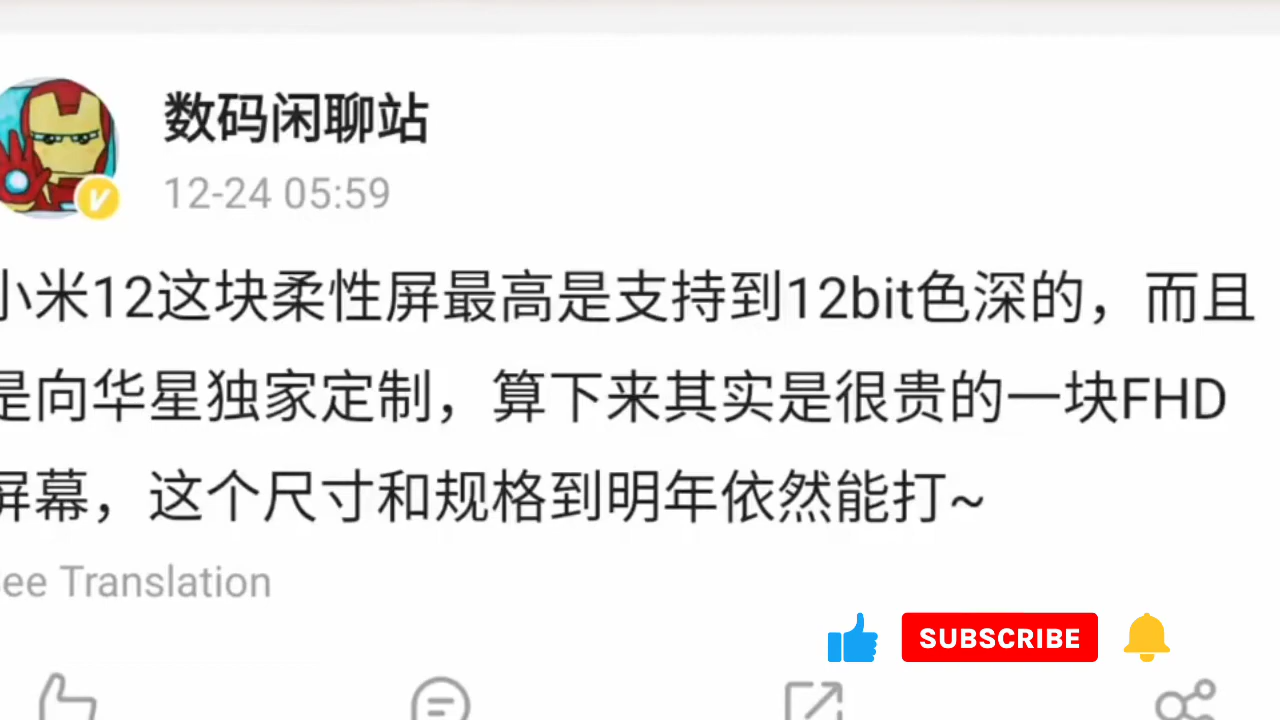 数码闲聊站
12-24 05:59
小米12这块柔性屏最高是支持到12bit色深的，而且
是向华星独家定制，算下来其实是很贵的一块FHD
屏幕，这个尺寸和规格到明年依然能打~
See Translation
SUBSCRIBE